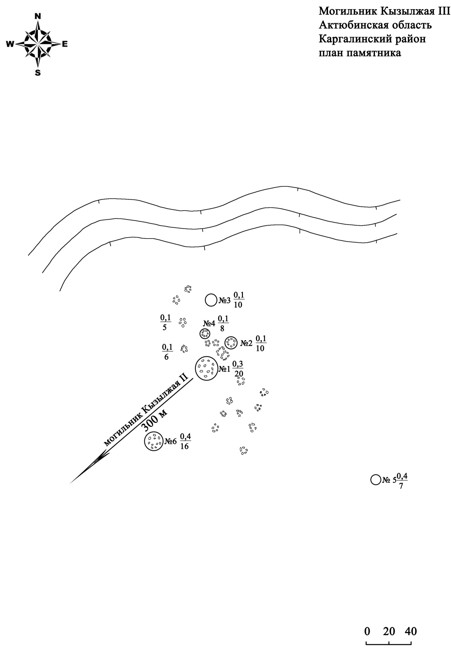 N
W E
S
Могильник Кызылжая III
Актюбинская область
Каргалинский район
план памятника
№3 0,1/10
0,1/5
№4 0,1/8
№2 0,1/10
0,1/6
№1 0,3/20
могильник Кызылжая II
300 м
№6 0,4/16
№ 5 0,4/7
0 20 40